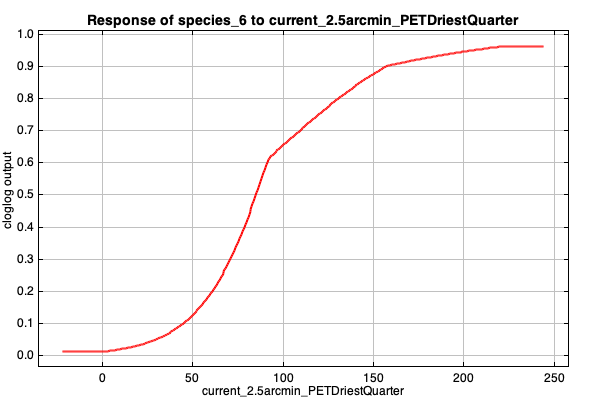 Response of species_6 to current_2.5arcmin_PETDriestQuarter
1.0
0.9
0.8
0.7
0.6
0.5
0.4
0.3
0.2
0.1
0.0
cloglog output
0 50 100 150 200 250
current_2.5arcmin_PETDriestQuarter